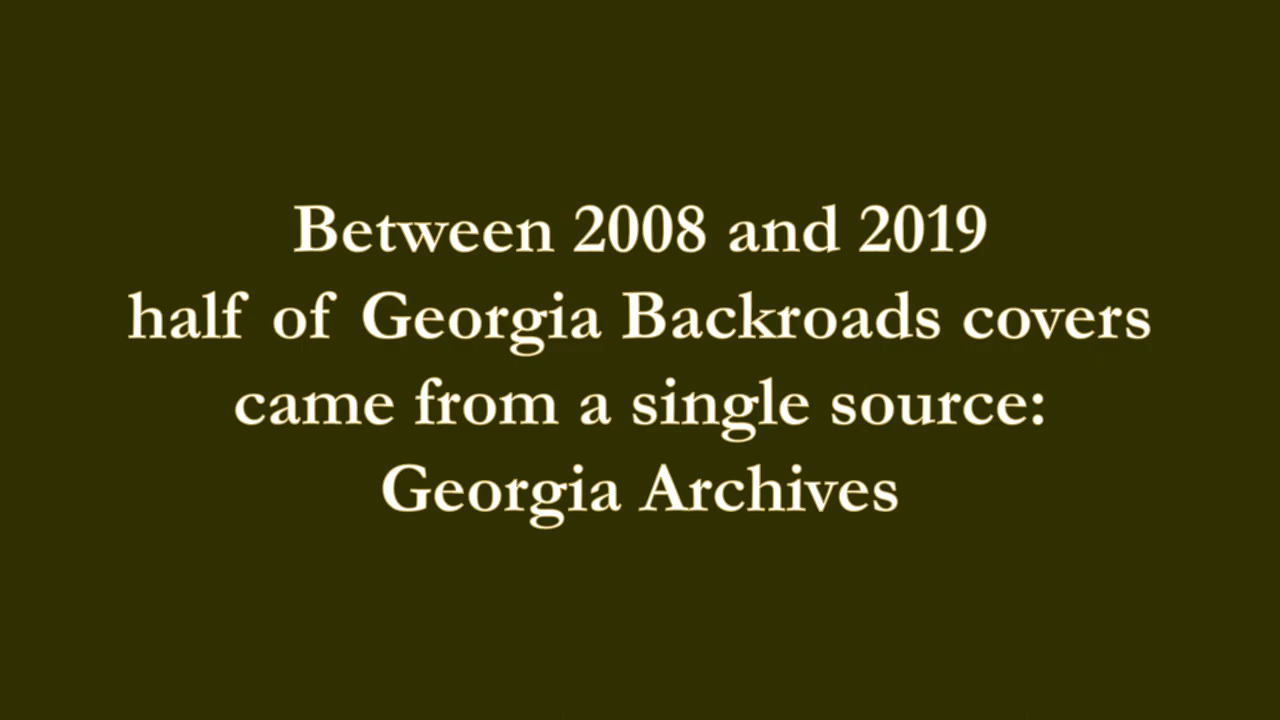 Between 2008 and 2019
half of Georgia Backroads covers
came from a single source:
Georgia Archives